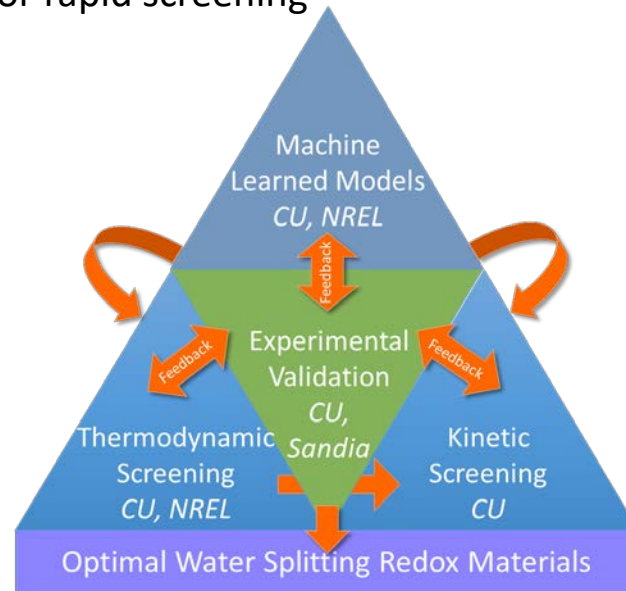 or rapid screening
Machine
Learned Models
CU, NREL
Feedback
Feedback
Experimental
Validation
CU,
Sandia
Feedback
Thermodynamic
Screening
CU, NREL
Kinetic
Screening
CU
Optimal Water Splitting Redox Materials